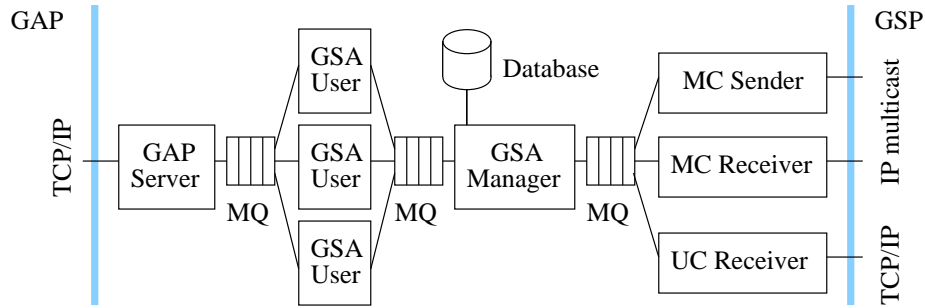 GAP
GSP
GSA
User
Database
MC Sender
TCP/IP
GAP
Server
MQ
GSA
User
MQ
GSA
Manager
MQ
MC Receiver
IP multicast
GSA
User
UC Receiver
TCP/IP